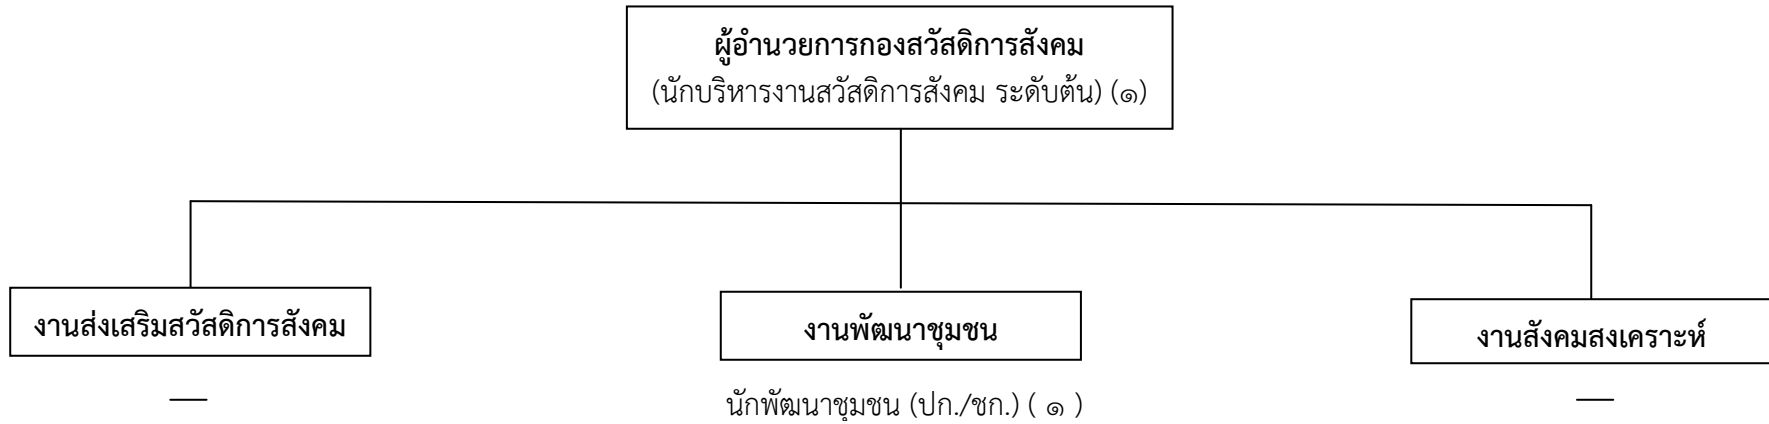 ผู้อำนวยการกองสวัสดิการสังคม
(นักบริหารงานสวัสดิการสังคม ระดับต้น) (๑)
งานส่งเสริมสวัสดิการสังคม
งานพัฒนาชุมชน
งานสังคมสงเคราะห์
—
นักพัฒนาชุมชน (ปก./ชก.) ( ๑ )
—